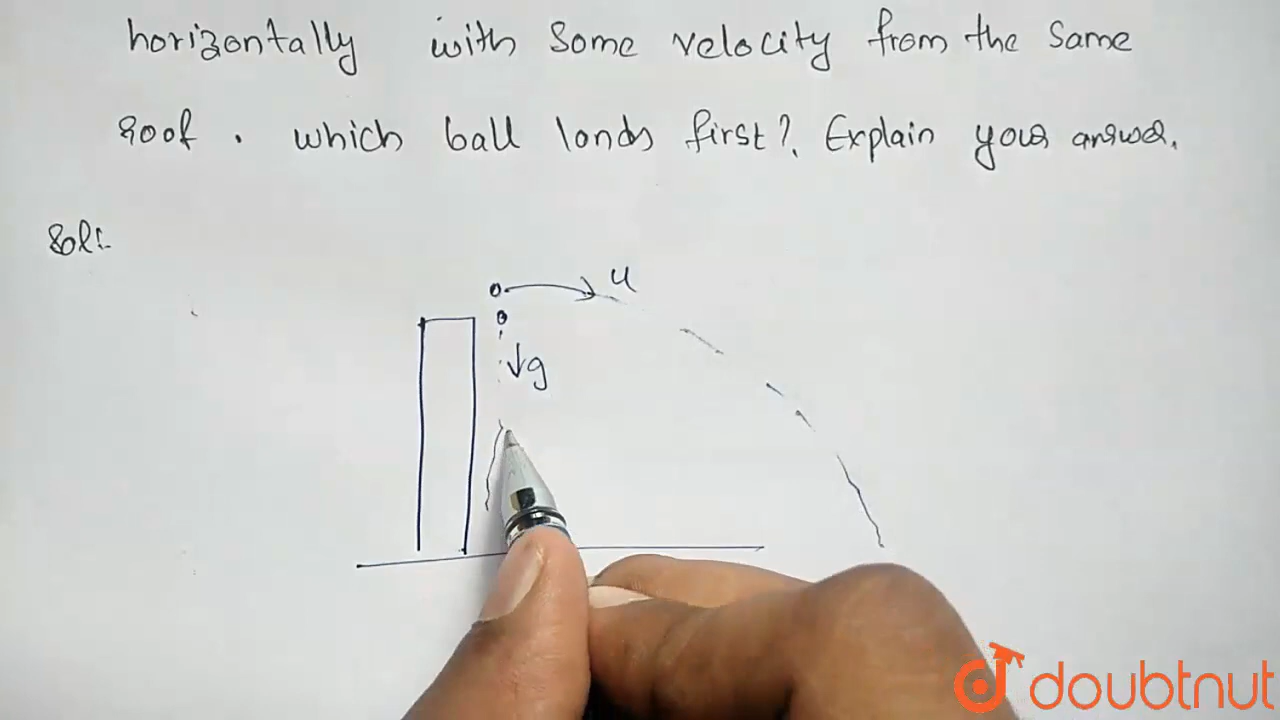 horizontally with some velocity from the same
roof. which ball lands first? Explain your answer.
Sol:
u
g
doubtnut